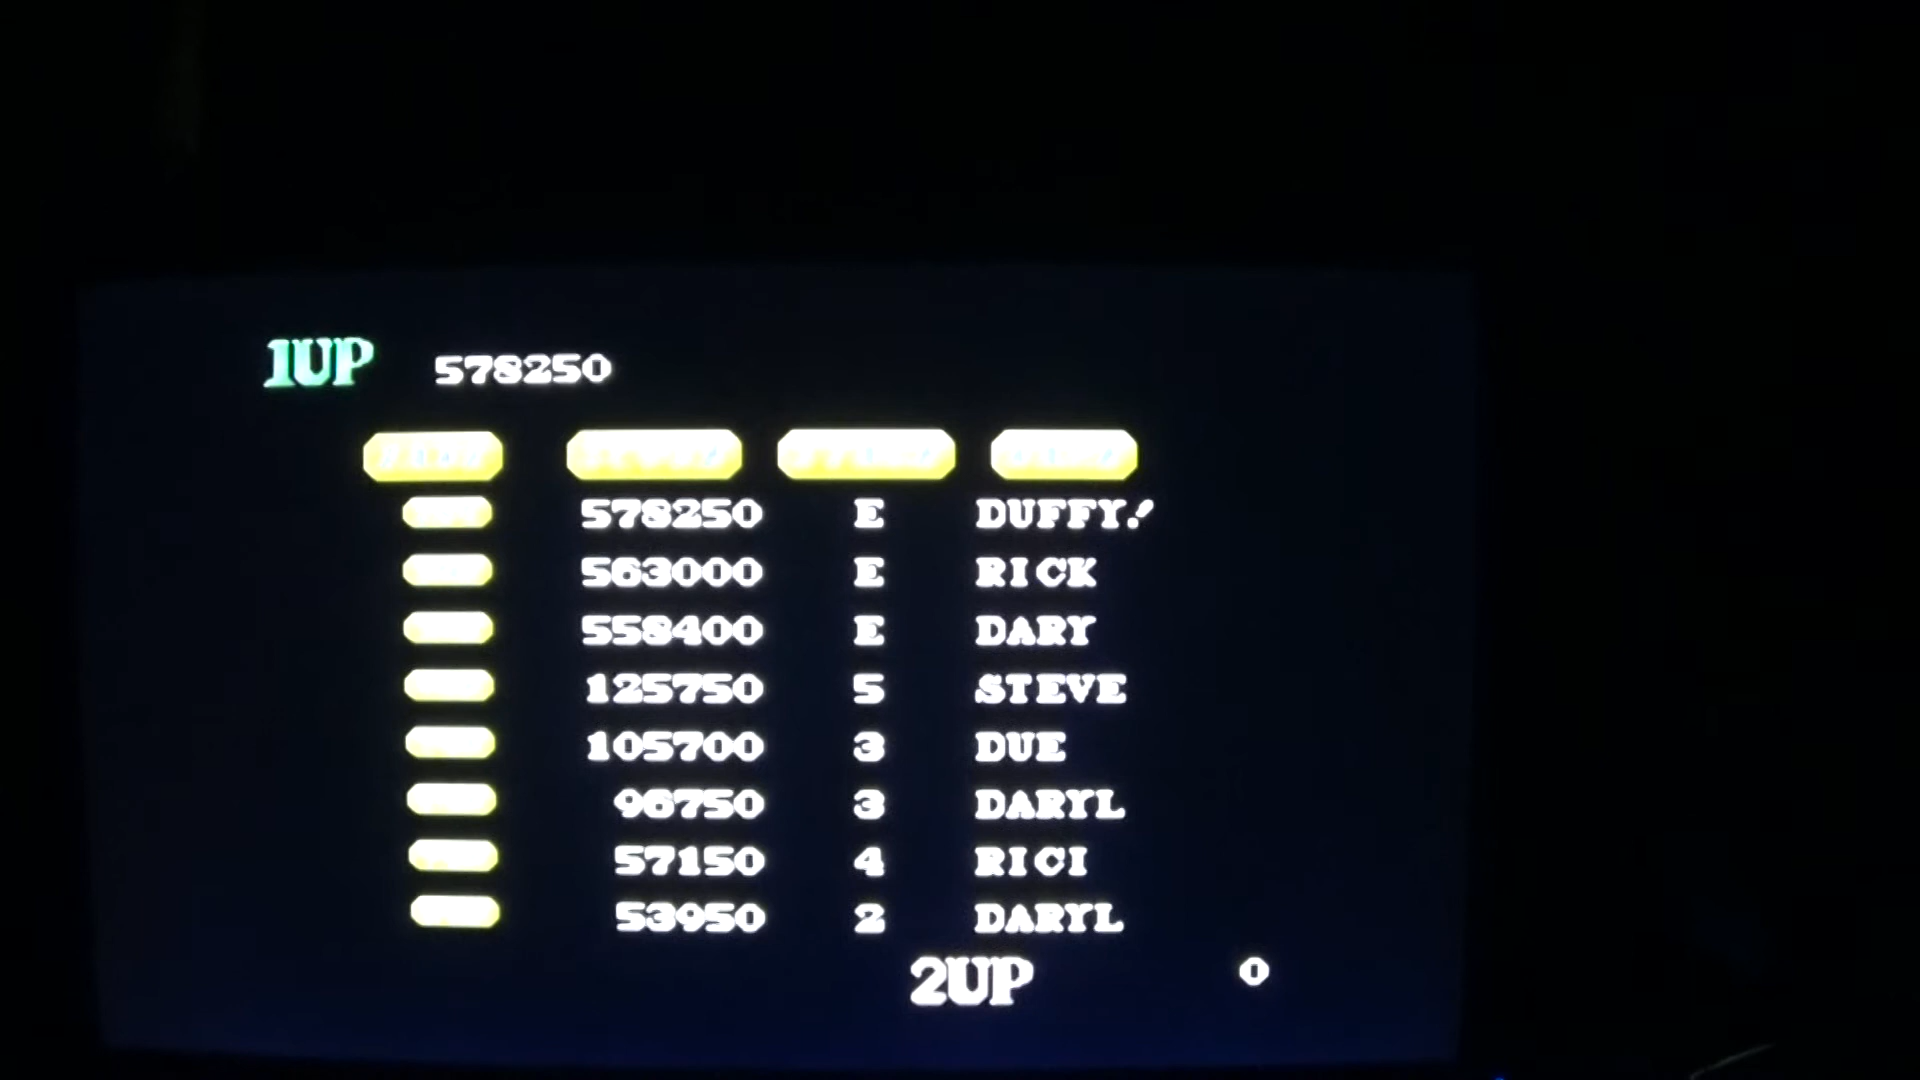 1UP 578250
578250 E DUFFY!
563000 E RICK
558400 E DARY
125750 5 STEVE
105700 3 DUE
96750 3 DARYL
57150 4 RICI
53950 2 DARYL
2UP 0